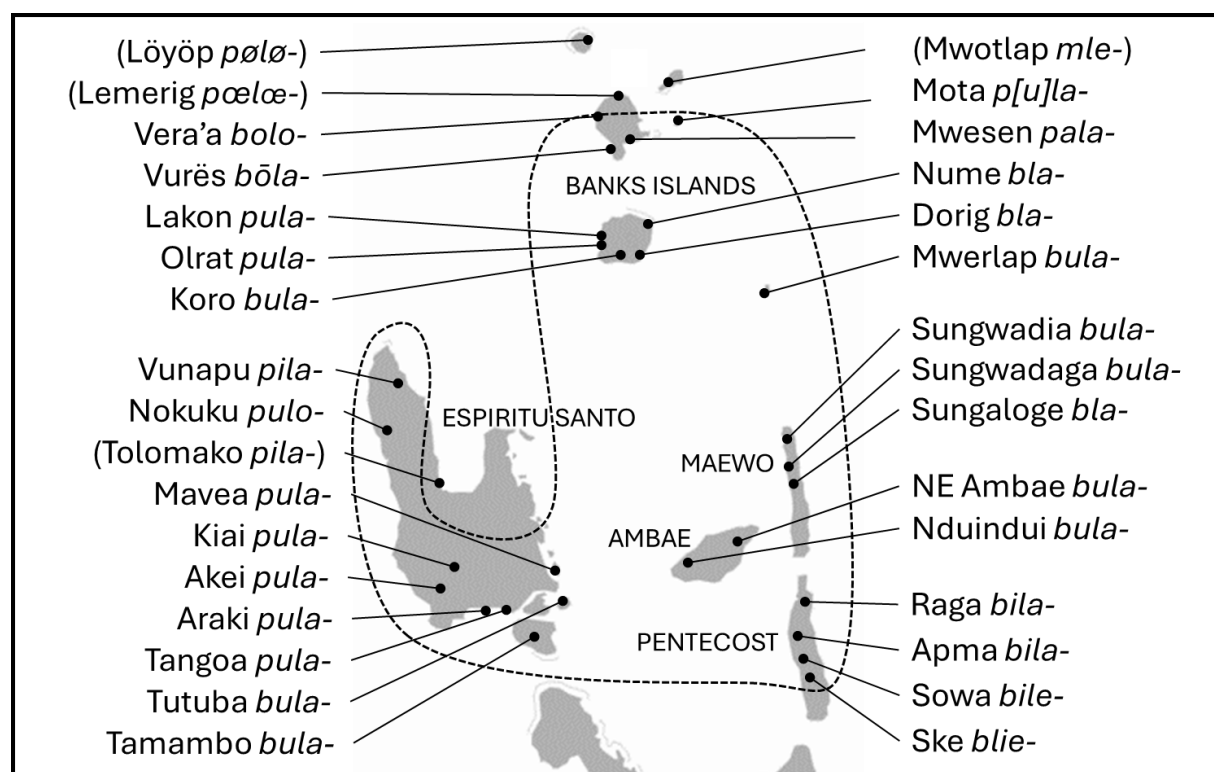 (Löyöp pølø-)
(Lemerig pœlœ-)
Vera’a bolo-
Vurës bōla-
Lakon pula-
Olrat pula-
Koro bula-
Vunapu pila-
Nokuku pulo-
(Tolomako pila-)
Mavea pula-
Kiai pula-
Akei pula-
Araki pula-
Tangoa pula-
Tutuba bula-
Tamambo bula-
BANKS ISLANDS
ESPIRITU SANTO
MAEWO
AMBAE
PENTECOST
(Mwotlap mle-)
Mota p[u]la-
Mwesen pala-
Nume bla-
Dorig bla-
Mwerlap bula-
Sungwadia bula-
Sungwadaga bula-
Sungaloge bla-
NE Ambae bula-
Nduindui bula-
Raga bila-
Apma bila-
Sowa bile-
Ske blie-